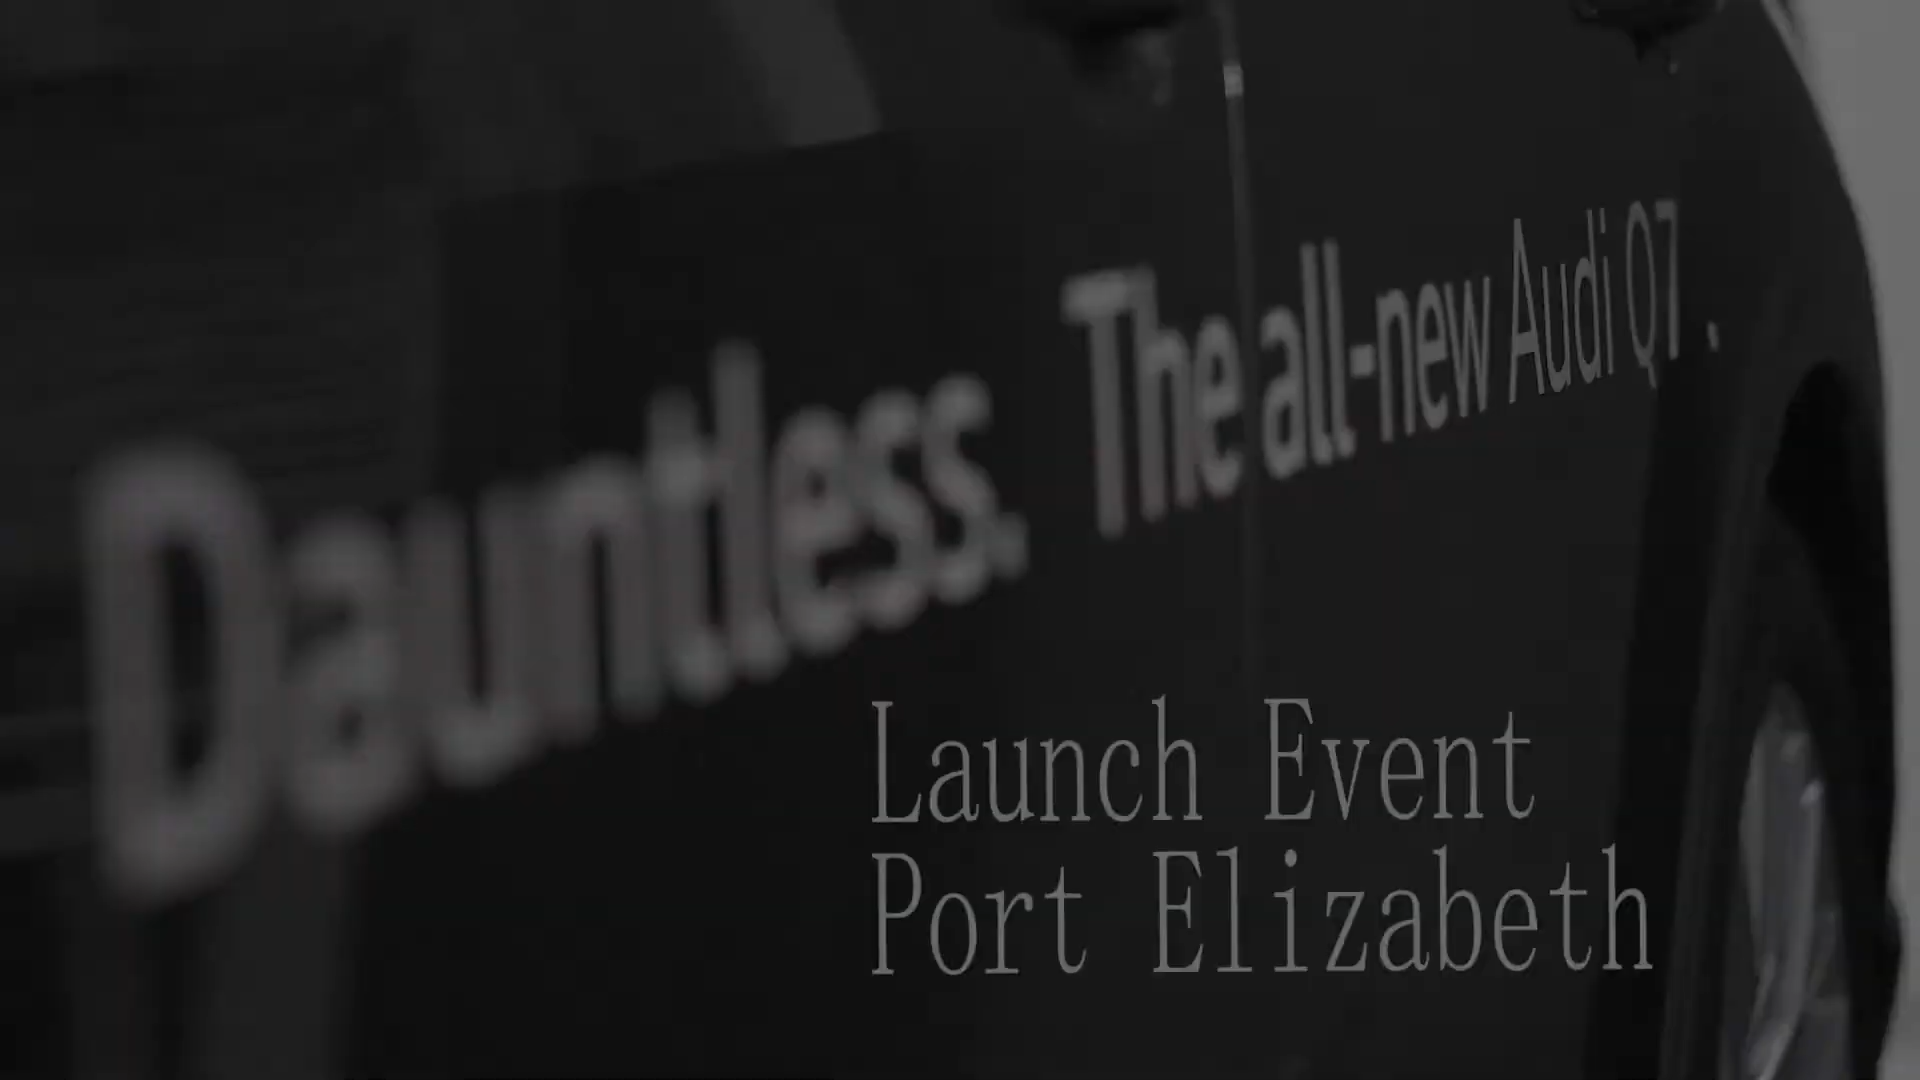 Dauntless. The all-new Audi Q7.
Launch Event
Port Elizabeth